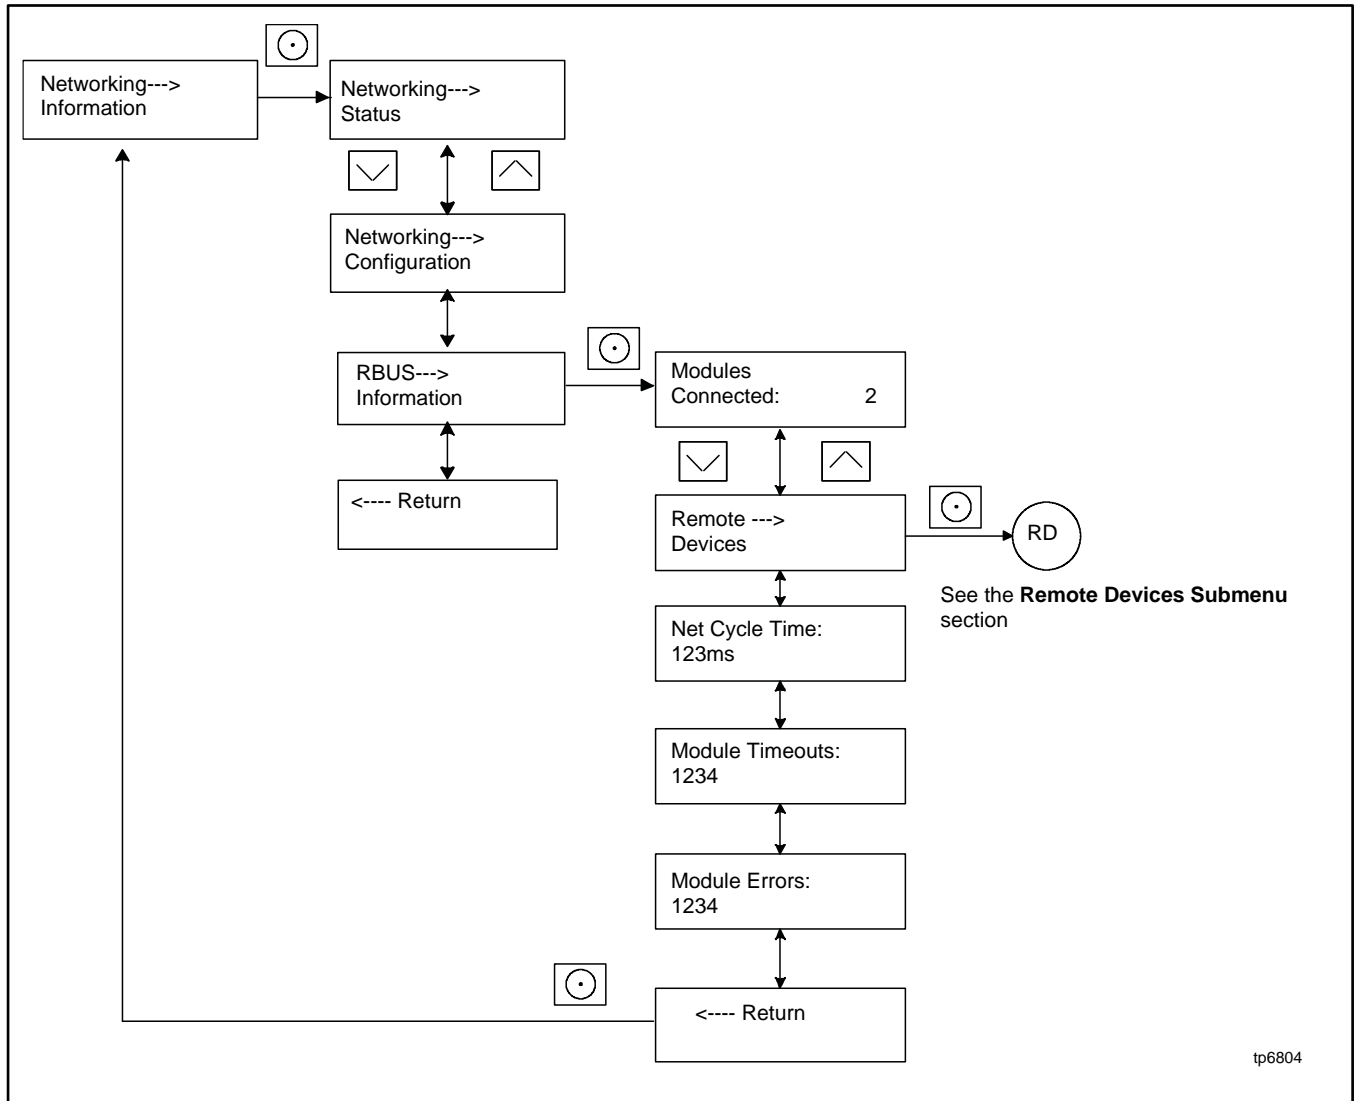 Networking--->
Information
Networking--->
Status
Networking--->
Configuration
RBUS--->
Information
<---- Return
Modules
Connected: 2
Remote --->
Devices
RD
See the Remote Devices Submenu
section
Net Cycle Time:
123ms
Module Timeouts:
1234
Module Errors:
1234
<---- Return
tp6804